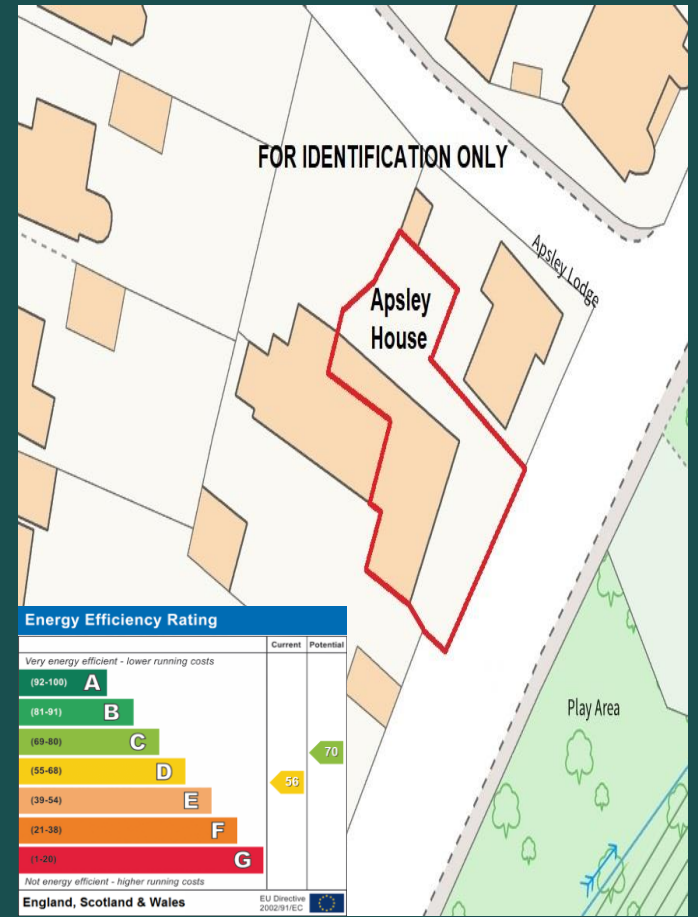 FOR IDENTIFICATION ONLY
Apsley Lodge
Apsley
House
Play Area
Energy Efficiency Rating
Current Potential
Very energy efficient - lower running costs
(92-100) A
(81-91) B
(69-80) C
70
(55-68) D
56
(39-54) E
(21-38) F
(1-20) G
Not energy efficient - higher running costs
England, Scotland & Wales
EU Directive
2002/91/EC